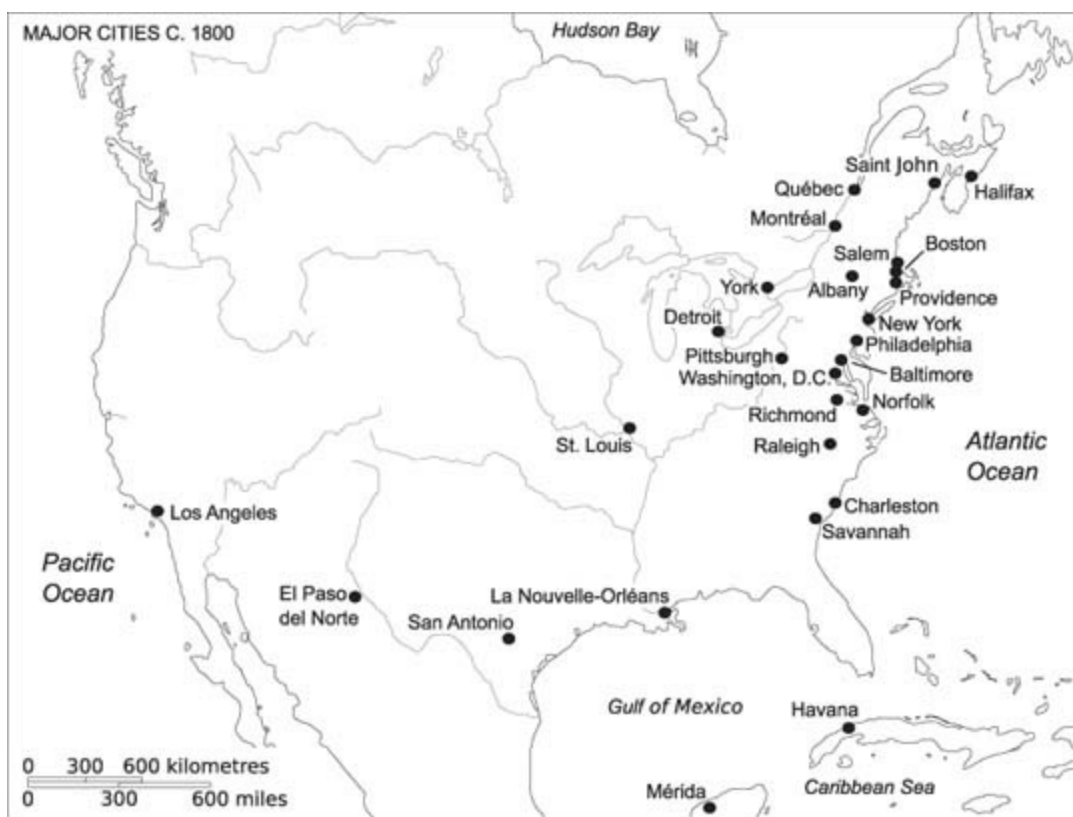 MAJOR CITIES C. 1800
Hudson Bay
Saint John
Québec
Halifax
Montréal
Salem
Boston
York
Albany
Providence
Detroit
New York
Philadelphia
Pittsburgh
Washington, D.C.
Baltimore
Richmond
Norfolk
St. Louis
Raleigh
Atlantic
Ocean
Los Angeles
Charleston
Savannah
Pacific
Ocean
El Paso
del Norte
La Nouvelle-Orléans
San Antonio
Gulf of Mexico
Havana
0 300 600 kilometres
0 300 600 miles
Mérida
Caribbean Sea